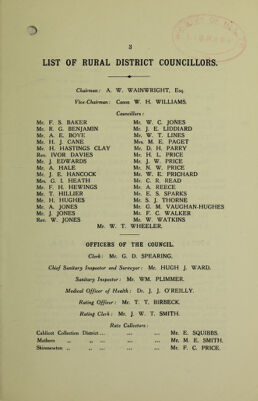 3
LIST OF RURAL DISTRICT COUNCILLORS.
Chairman: A. W. WAINWRIGHT, Esq.
Vice-Chairman: Canon W. H. WILLIAMS.
Councillors:
Mr. F. S. BAKER Mr. W. C. JONES
Mr. R. G. BENJAMIN Mr. J. E. LIDDIARD
Mr. A. E. BOVE Mr. W. T. LINES
Mr. H. J. CANE Mrs. M. E. PAGET
Mr. H. HASTINGS CLAY Mr. D. H. PARRY
Rev. IVOR DAVIES Mr. H. L. PRICE
Mr. J. EDWARDS Mr. J. W. PRICE
Mr. A. HALE Mr. N. W. PRICE
Mr. J. E. HANCOCK Mr. W. E. PRICHARD
Mrs. G. I. HEATH Mr. C. R. READ
Mr. F. H. HEWINGS Mr. A. REECE
Mr. T. HILLIER Mr. E. S. SPARKS
Mr. H. HUGHES Mr. S. J. THORNE
Mr. A. JONES Mr. G. M. VAUGHAN-HUGHES
Mr. J. JONES Mr. F. C. WALKER
Rev. W. JONES Mr. W. WATKINS
Mr. W. T. WHEELER.
OFFICERS OF THE COUNCIL.
Clerk: Mr. G. D. SPEARING.
Chief Sanitary Inspector and Surveyor: Mr. HUGH J. WARD.
Sanitary Inspector: Mr. WM. PLIMMER.
Medical Officer of Health: Dr. J. J. O'REILLY.
Rating Officer: Mr. T. T. BIRBECK.
Rating Clerk: Mr. J. W. T. SMITH.
Rate Collectors:
Caldicot Collection District ... ... ... Mr. E. SQUIBBS.
Mathern „ „ ... ... ... Mr. M. E. SMITH.
Shirenewton „ „ ... ... ... Mr. F. C. PRICE.